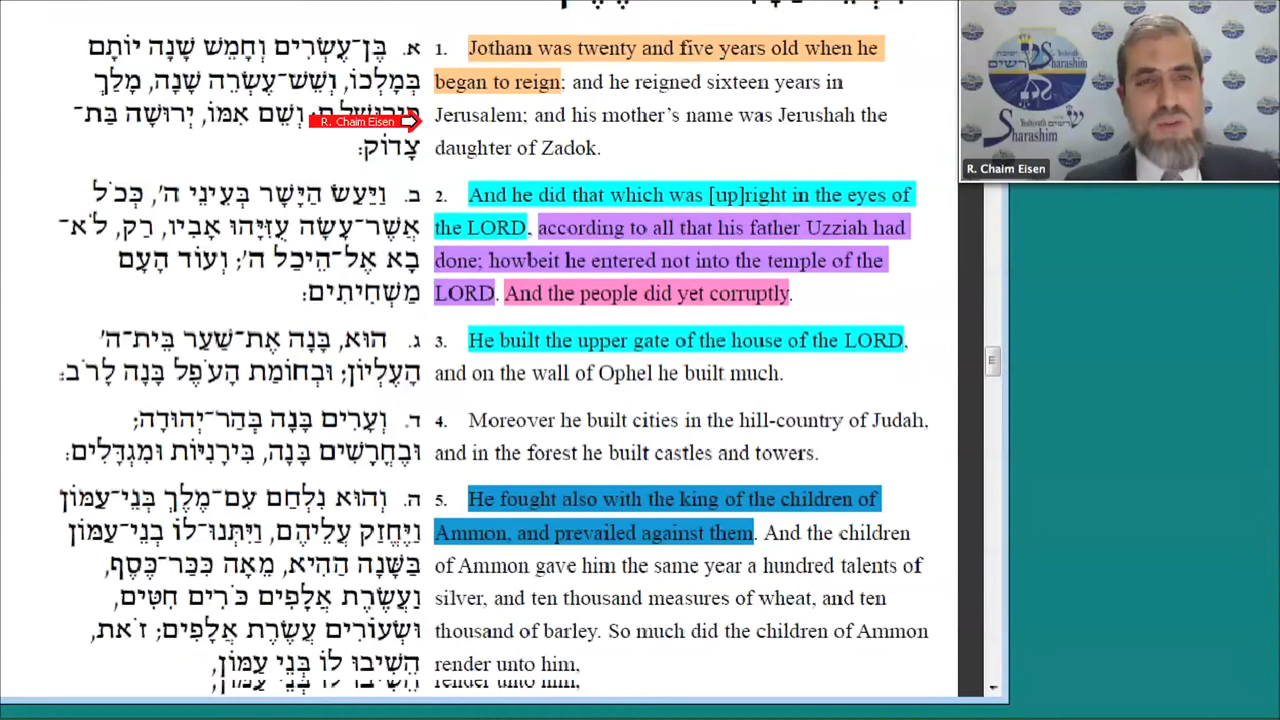 א. בֶּן־עֶשְׂרִים וְחָמֵשׁ שָׁנָה יוֹתָם
בְּמָלְכוֹ, וְשֵׁשׁ־עֶשְׂרֵה שָׁנָה, מָלַךְ
וְשֵׁם אִמּוֹ, יְרוּשָׁה בַּת־
צָדוֹק:
1. Jotham was twenty and five years old when he
began to reign; and he reigned sixteen years in
Jerusalem; and his mother's name was Jerushah the
daughter of Zadok.
R. Chaim Eisen
ב. וַיַּעַשׂ הַיָּשָׁר בְּעֵינֵי ה', כְּכֹל
אֲשֶׁר־עָשָׂה עֻזִּיָּהוּ אָבִיו, רַק, לֹא־
בָא אֶל־הֵיכַל ה'; וְעוֹד הָעָם
מַשְׁחִיתִים:
2. And he did that which was [up]right in the eyes of
the LORD, according to all that his father Uzziah had
done; howbeit he entered not into the temple of the
LORD. And the people did yet corruptly.
ג. הוּא, בָּנָה אֶת־שַׁעַר בֵּית־ה'
הָעֶלְיוֹן; וּבְחוֹמַת הָעֹפֶל בָּנָה לָרֹב:
3. He built the upper gate of the house of the LORD,
and on the wall of Ophel he built much.
ד. וְעָרִים בָּנָה בְּהַר־יְהוּדָה;
וּבֶחֳרָשִׁים בָּנָה, בִּירָנִיּוֹת וּמִגְדָּלִים:
4. Moreover he built cities in the hill-country of Judah,
and in the forest he built castles and towers.
ה. וְהוּא נִלְחַם עִם־מֶלֶךְ בְּנֵי־עַמּוֹן
וַיֶּחֱזַק עֲלֵיהֶם, וַיִּתְּנוּ־לוֹ בְנֵי־עַמּוֹן
בַּשָּׁנָה הַהִיא, מֵאָה כִּכַּר־כֶּסֶף,
וַעֲשֶׂרֶת אֲלָפִים כֹּרִים חִטִּים,
וּשְׂעוֹרִים עֲשֶׂרֶת אֲלָפִים; זֹאת,
הֵשִׁיבוּ לוֹ בְּנֵי עַמּוֹן,
5. He fought also with the king of the children of
Ammon, and prevailed against them. And the children
of Ammon gave him the same year a hundred talents of
silver, and ten thousand measures of wheat, and ten
thousand of barley. So much did the children of Ammon
render unto him,
render unto him,
Yeshivath
Sharashim
שרשים
R. Chaim Eisen